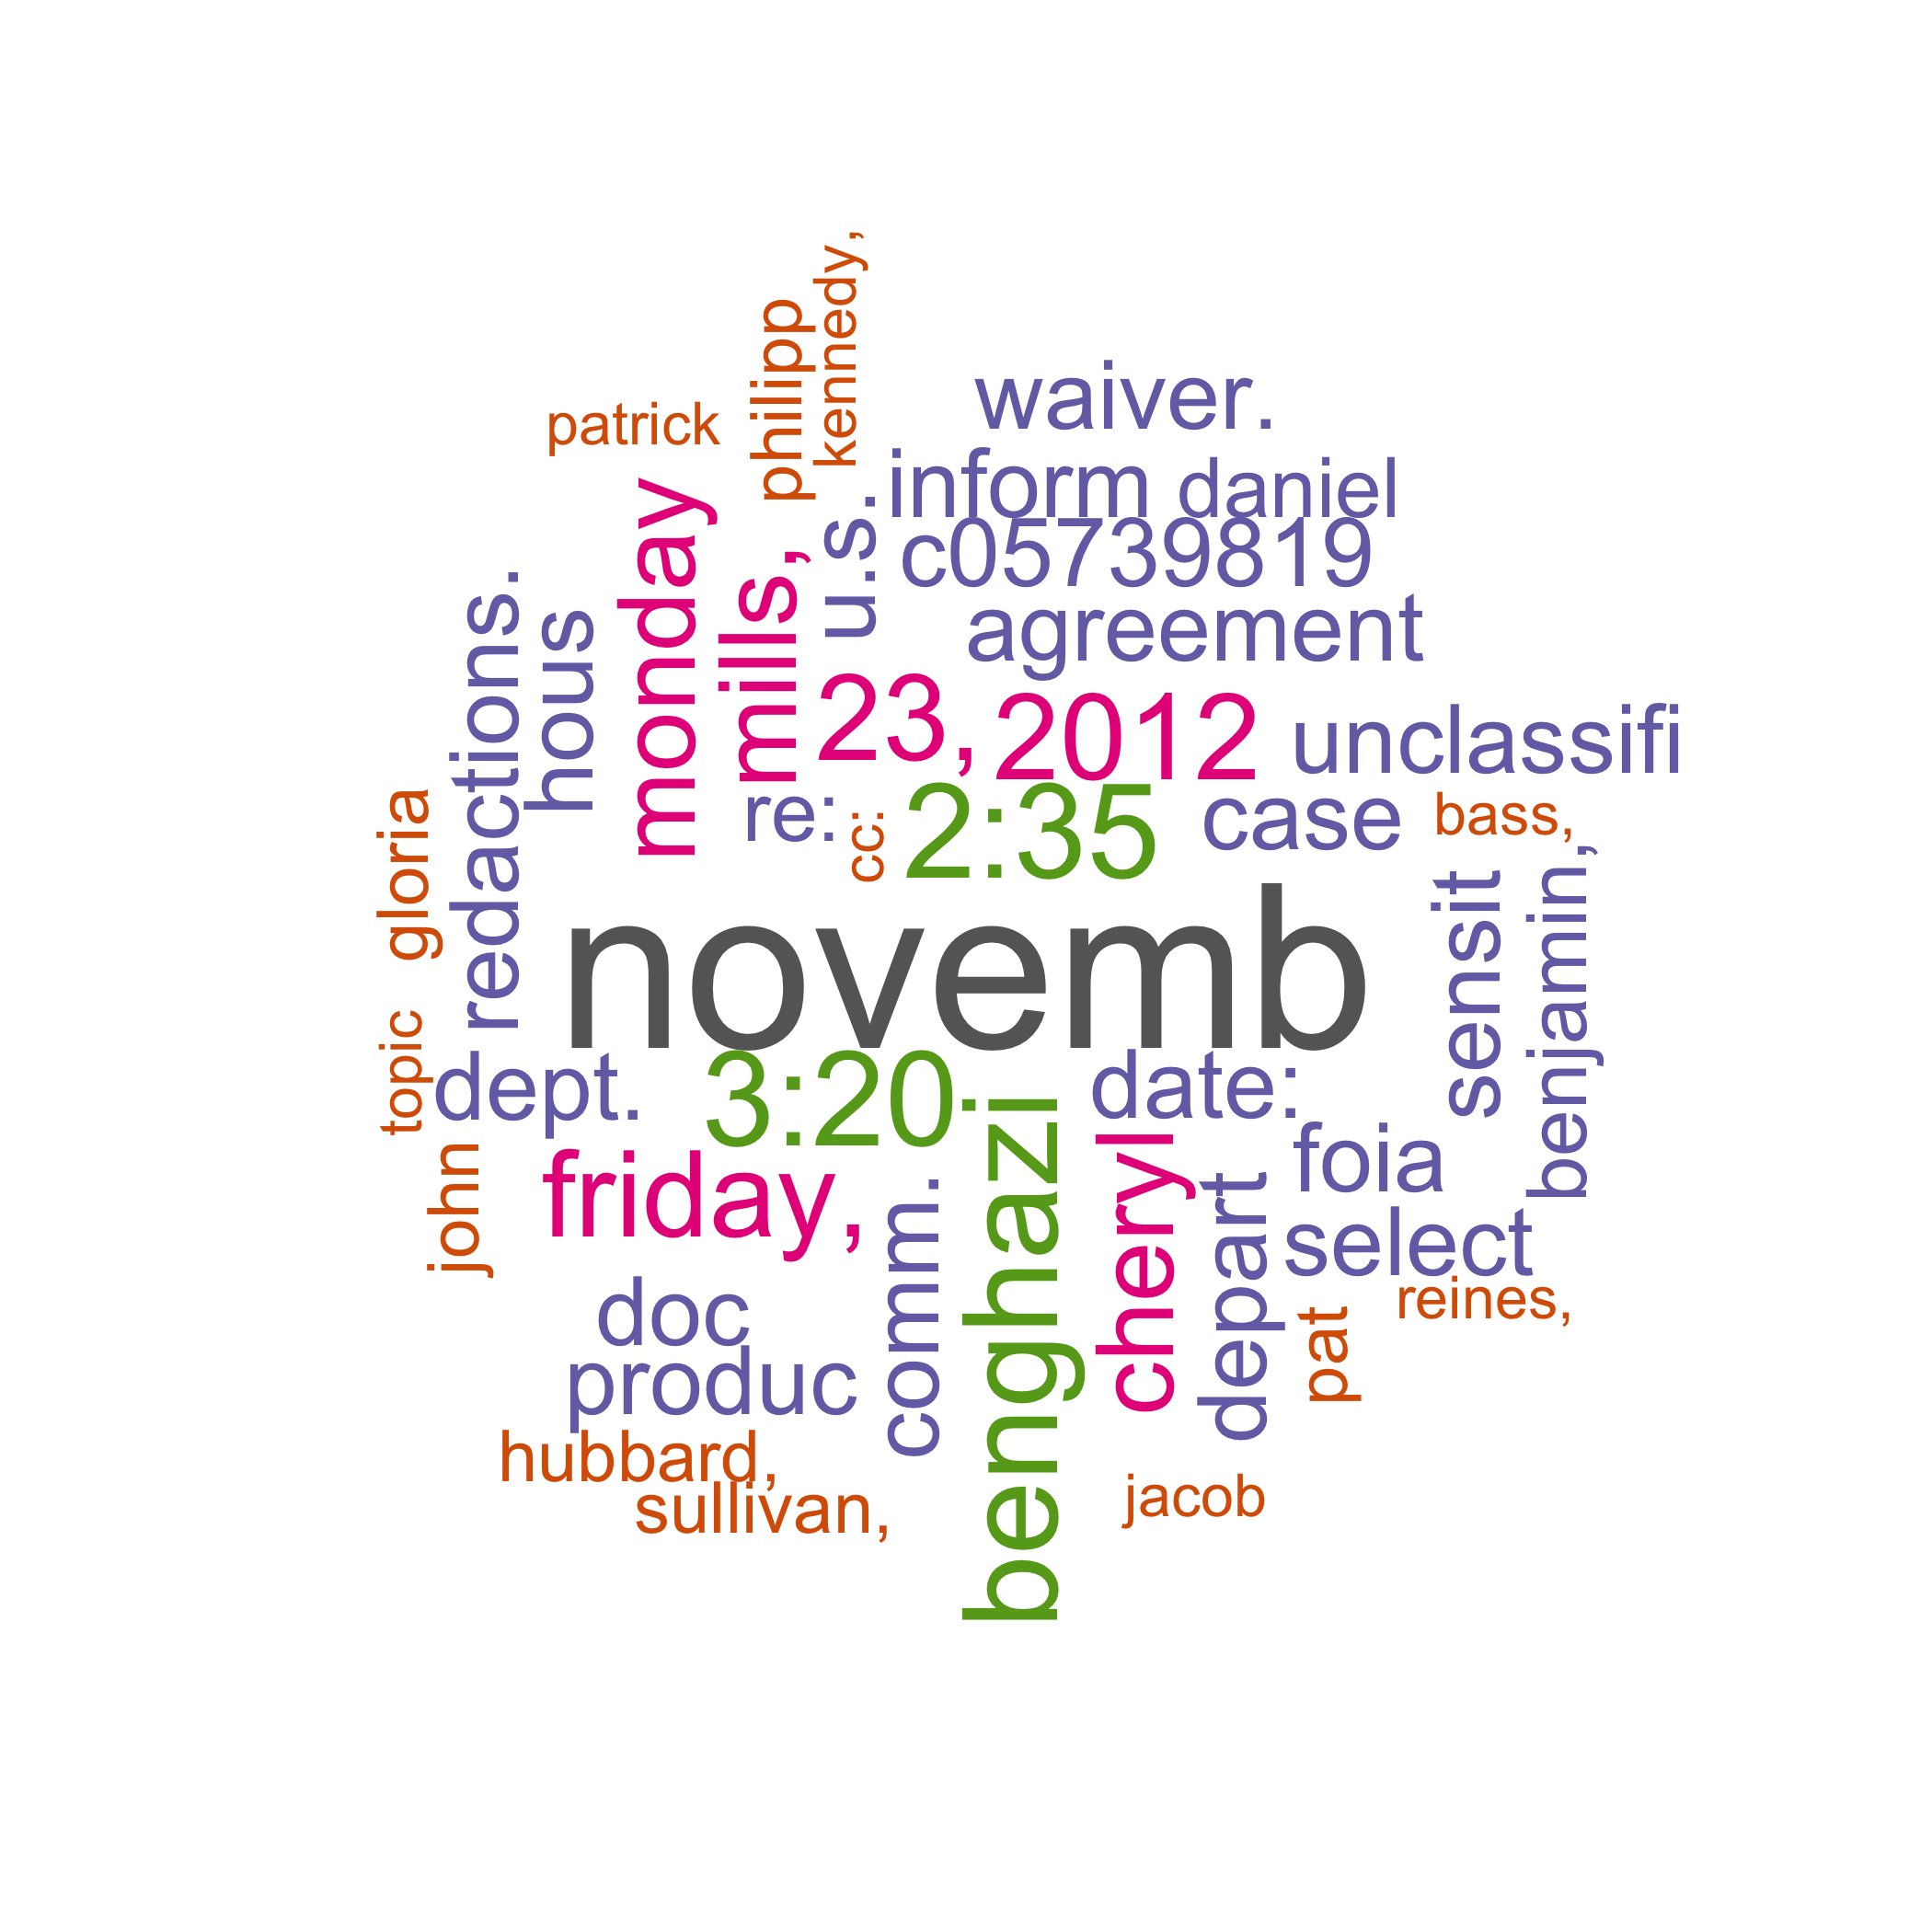 kennedy,
philipp
patrick
waiver.
inform
daniel
u.s.
c05739819
monday
mills,
agreement
redactions.
hous
23,
2012
unclassifi
re:
cc:
2:35
case
bass,
gloria
novemb
sensit
benjamin,
topic
dept.
3:20
date:
john
friday,
comm.
benghazi
cheryl
depart
foia
select
doc
pat
reines,
produc
hubbard,
sullivan,
jacob